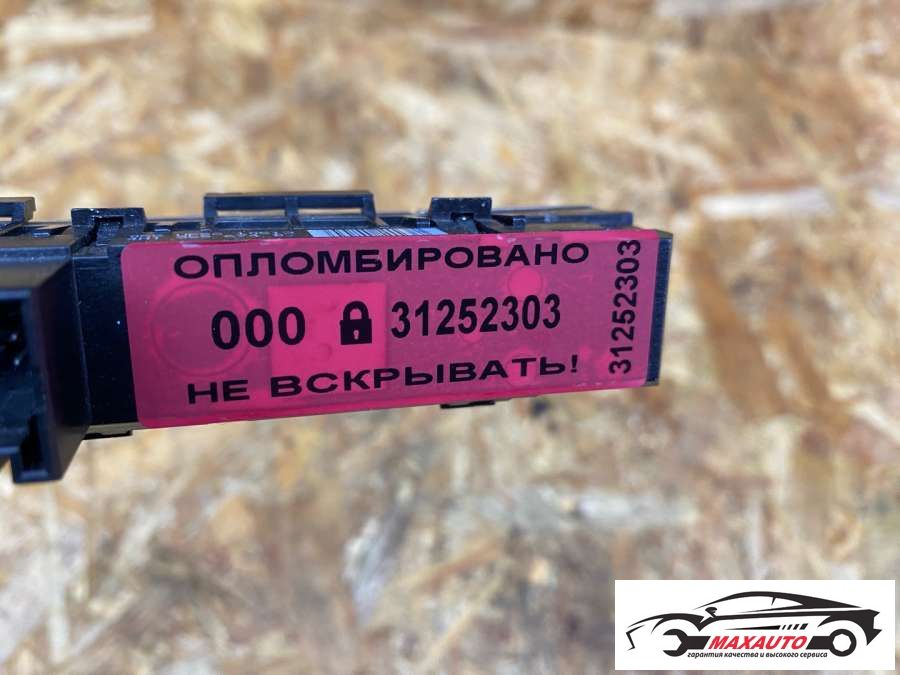 ОПЛОМБИРОВАНО
000 31252303
НЕ ВСКРЫВАТЬ!
31252303
MAXAUTO
гарантия качества и высокого сервиса